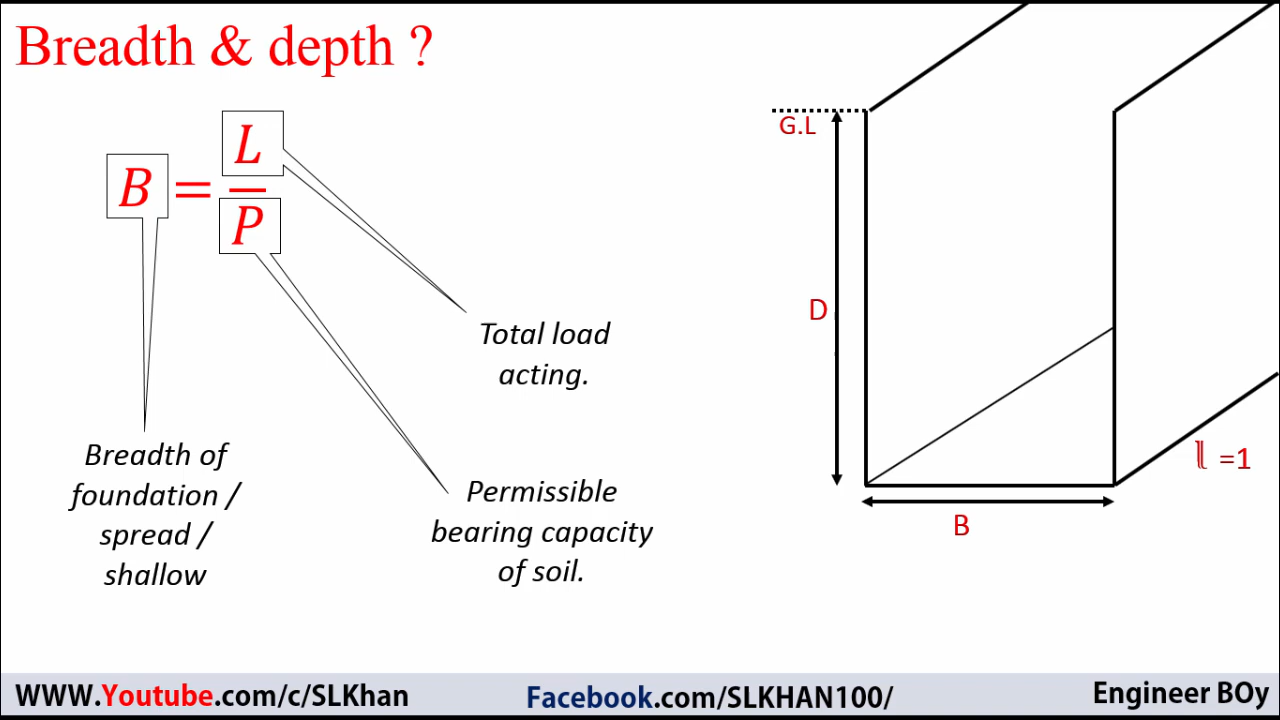 Breadth & depth ?
B = L / P
G.L
D
Total load
acting.
Breadth of
foundation /
spread /
shallow
Permissible
bearing capacity
of soil.
l =1
B
WWW.Youtube.com/c/SLKhan
Facebook.com/SLKHAN100/
Engineer BOy